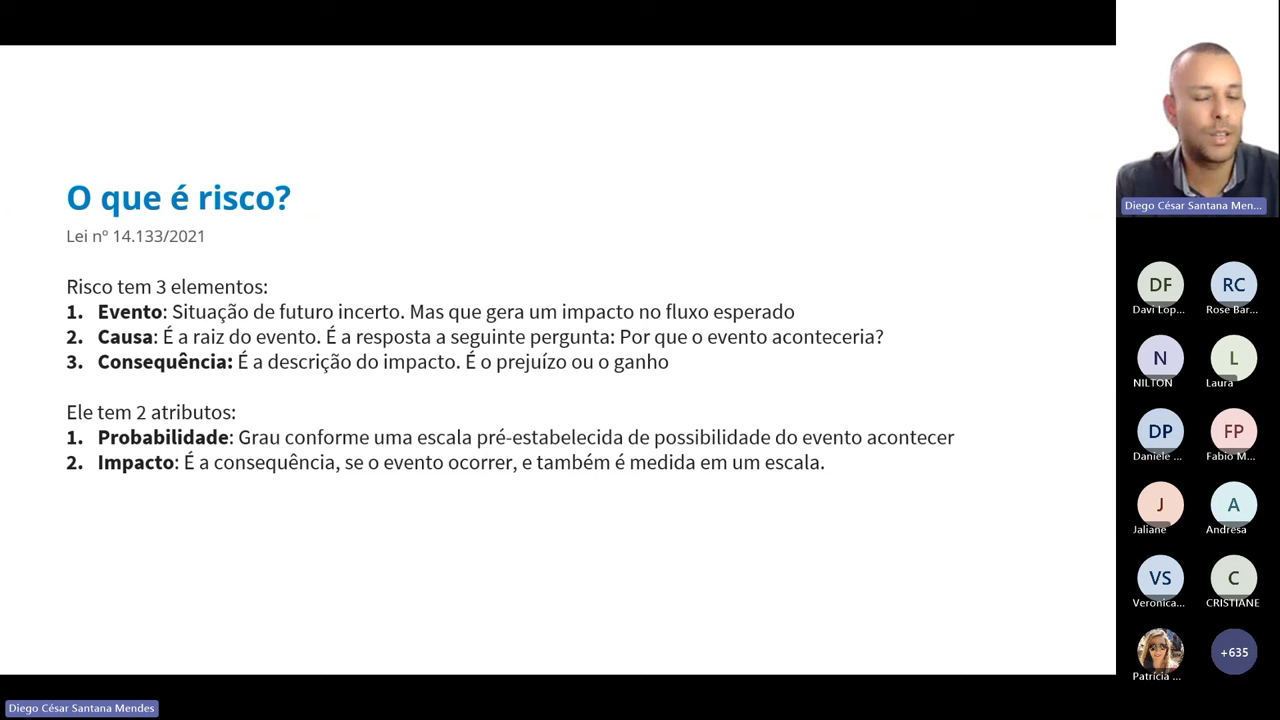 O que é risco?
Lei nº 14.133/2021
Risco tem 3 elementos:
1. Evento: Situação de futuro incerto. Mas que gera um impacto no fluxo esperado
2. Causa: É a raiz do evento. É a resposta a seguinte pergunta: Por que o evento aconteceria?
3. Consequência: É a descrição do impacto. É o prejuízo ou o ganho
Ele tem 2 atributos:
1. Probabilidade: Grau conforme uma escala pré-estabelecida de possibilidade do evento acontecer
2. Impacto: É a consequência, se o evento ocorrer, e também é medida em um escala.
Diego César Santana Men...
DF
RC
Davi Lop...
Rose Bar...
N
L
NILTON
Laura
DP
FP
Daniele ...
Fabio M...
J
A
Jaliane
Andresa
VS
C
Veronica...
CRISTIANE
+635
Patrícia ...
Diego César Santana Mendes